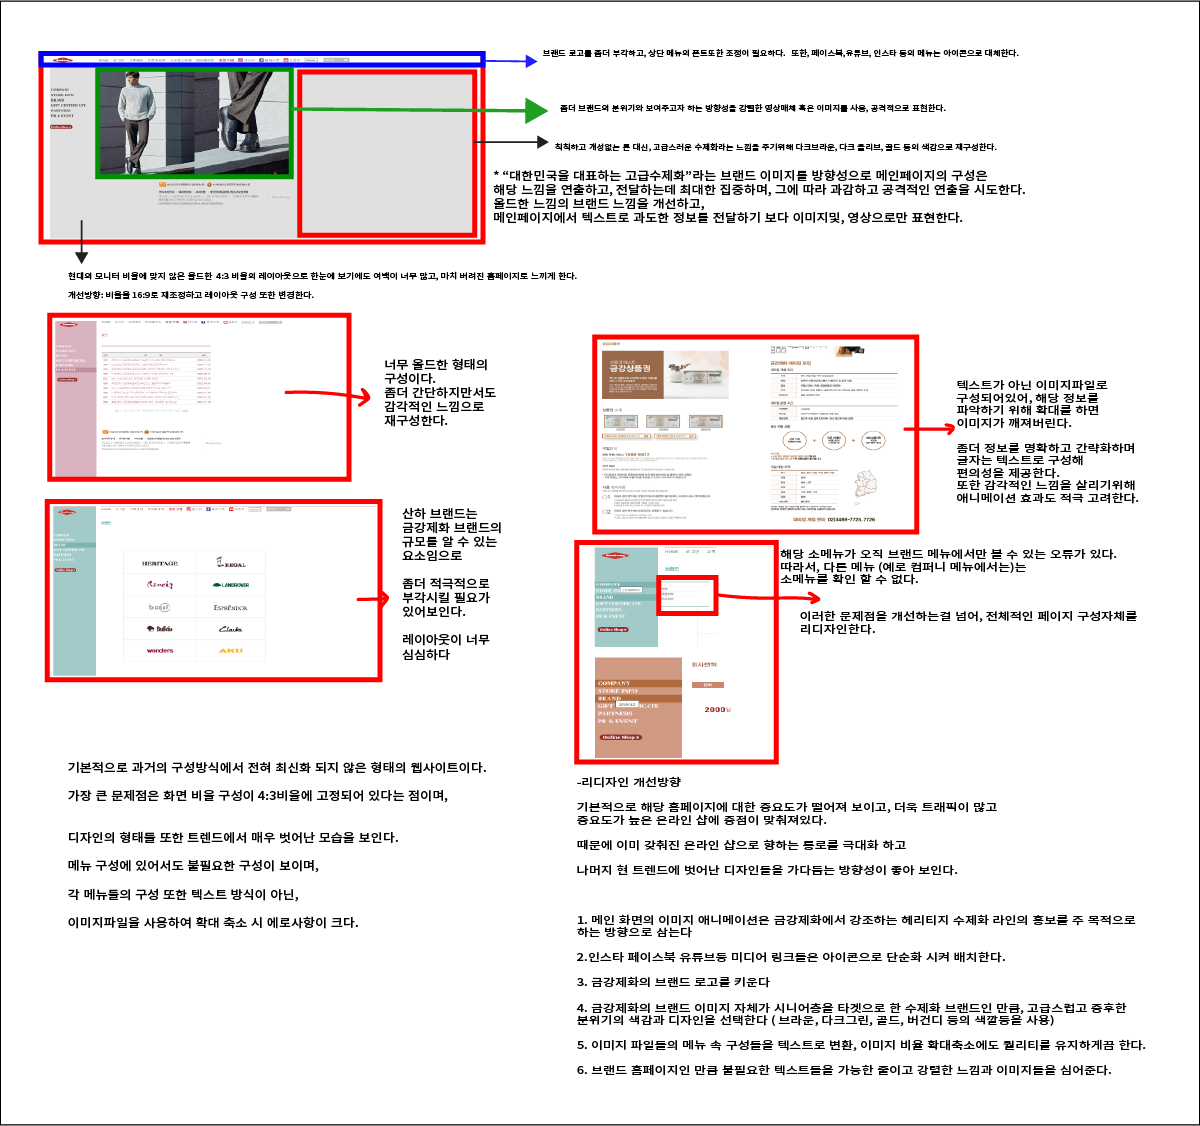 브랜드 로고를 좀더 부각하고, 상단 메뉴의 폰트또한 조정이 필요하다. 또한, 페이스북,유튜브, 인스타 등의 메뉴는 아이콘으로 대체한다.
COMPANY
STORE INFO
BRAND
GIFT CERTIFICATE
PARTNERS
PR & EVENT
Online Shop >
좀더 브랜드의 분위기와 보여주고자 하는 방향성을 강렬한 영상매체 혹은 이미지를 사용, 공격적으로 표현한다.
칙칙하고 개성없는 톤 대신, 고급스러운 수제화라는 느낌을 주기위해 다크브라운, 다크 올리브, 골드 등의 색감으로 재구성한다.
* “대한민국을 대표하는 고급수제화”라는 브랜드 이미지를 방향성으로 메인페이지의 구성은
해당 느낌을 연출하고, 전달하는데 최대한 집중하며, 그에 따라 과감하고 공격적인 연출을 시도한다.
올드한 느낌의 브랜드 느낌을 개선하고,
메인페이지에서 텍스트로 과도한 정보를 전달하기 보다 이미지및, 영상으로만 표현한다.
현대의 모니터 비율에 맞지 않은 올드한 4:3 비율의 레이아웃으로 한눈에 보기에도 여백이 너무 많고, 마치 버려진 홈페이지로 느끼게 한다.
개선방향: 비율을 16:9로 재조정하고 레이아웃 구성 또한 변경한다.
너무 올드한 형태의
구성이다.
좀더 간단하지만서도
감각적인 느낌으로
재구성한다.
금강상품권
1588-6677
대리점 개설 문의 02)3489-7725, 7726
텍스트가 아닌 이미지파일로
구성되어있어, 해당 정보를
파악하기 위해 확대를 하면
이미지가 깨져버린다.
좀더 정보를 명확하고 간략화하며
글자는 텍스트로 구성해
편의성을 제공한다.
또한 감각적인 느낌을 살리기위해
애니메이션 효과도 적극 고려한다.
HERITAGE
REGAL
Renoir
LANDROVER
bioself
ESPRENDOR
Buffalo
Clarks
wonders
AKU
산하 브랜드는
금강제화 브랜드의
규모를 알 수 있는
요소임으로
좀더 적극적으로
부각시킬 필요가
있어보인다.
레이아웃이 너무
심심하다
HOME 로그인 고객
COMPANY
BRAND
GIFT CERTIFICATE
PARTNERS
PR & EVENT
Online Shop >
해당 소메뉴가 오직 브랜드 메뉴에서만 볼 수 있는 오류가 있다.
따라서, 다른 메뉴 (예로 컴퍼니 메뉴에서는)는
소메뉴를 확인 할 수 없다.
이러한 문제점을 개선하는걸 넘어, 전체적인 페이지 구성자체를
리디자인한다.
회사연혁
COMPANY
STORE INFO
BRAND
BRAND
PARTNERS
PR & EVENT
Online Shop >
2000년
기본적으로 과거의 구성방식에서 전혀 최신화 되지 않은 형태의 웹사이트이다.
가장 큰 문제점은 화면 비율 구성이 4:3비율에 고정되어 있다는 점이며,
디자인의 형태들 또한 트렌드에서 매우 벗어난 모습을 보인다.
메뉴 구성에 있어서도 불필요한 구성이 보이며,
각 메뉴들의 구성 또한 텍스트 방식이 아닌,
이미지파일을 사용하여 확대 축소 시 에로사항이 크다.
-리디자인 개선방향
기본적으로 해당 홈페이지에 대한 중요도가 떨어져 보이고, 더욱 트래픽이 많고
중요도가 높은 온라인 샵에 중점이 맞춰져있다.
때문에 이미 갖춰진 온라인 샵으로 향하는 통로를 극대화 하고
나머지 현 트렌드에 벗어난 디자인들을 가다듬는 방향성이 좋아 보인다.
1. 메인 화면의 이미지 애니메이션은 금강제화에서 강조하는 헤리티지 수제화 라인의 홍보를 주 목적으로
하는 방향으로 삼는다
2.인스타 페이스북 유튜브등 미디어 링크들은 아이콘으로 단순화 시켜 배치한다.
3. 금강제화의 브랜드 로고를 키운다
4. 금강제화의 브랜드 이미지 자체가 시니어층을 타겟으로 한 수제화 브랜드인 만큼, 고급스럽고 중후한
분위기의 색감과 디자인을 선택한다 ( 브라운, 다크그린, 골드, 버건디 등의 색깔등을 사용)
5. 이미지 파일들의 메뉴 속 구성들을 텍스트로 변환, 이미지 비율 확대축소에도 퀄리티를 유지하게끔 한다.
6. 브랜드 홈페이지인 만큼 불필요한 텍스트들을 가능한 줄이고 강렬한 느낌과 이미지들을 심어준다.